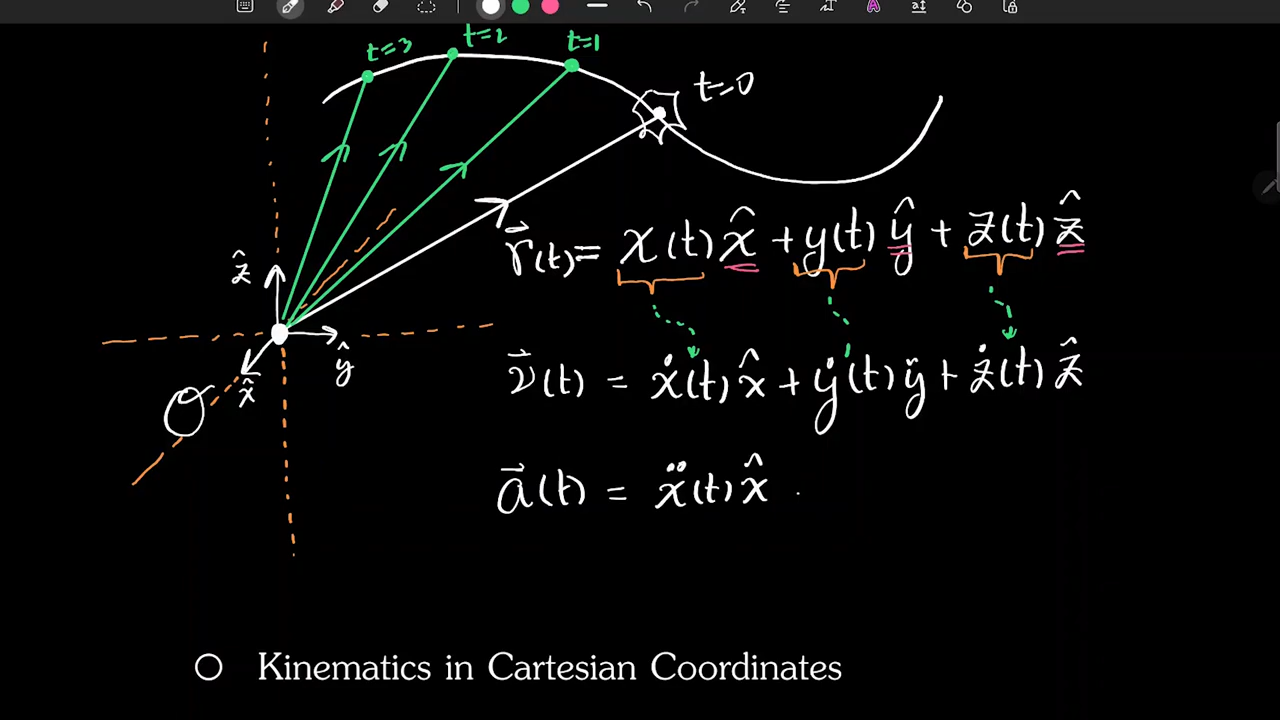 t=3
t=2
t=1
t=0
r⃗(t)= x(t) x̂ + y(t) ŷ + z(t) ẑ
ẑ
ŷ
x̂
v⃗(t) = ẋ(t) x̂ + ẏ(t) ŷ + ż(t) ẑ
a⃗(t) = ẍ(t) x̂
Kinematics in Cartesian Coordinates